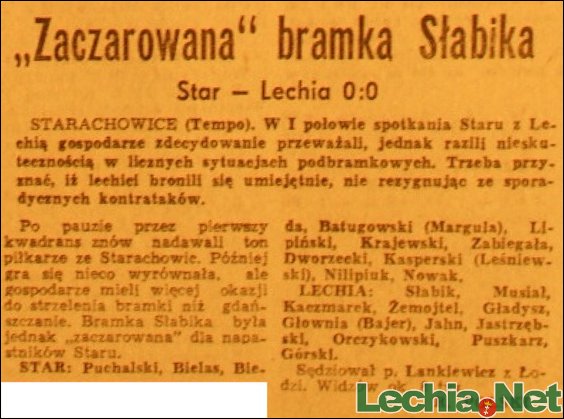 „Zaczarowana“ bramka Słabika
Star — Lechia 0:0
STARACHOWICE (Tempo). W I połowie spotkania Staru z Le-
chią gospodarze zdecydowanie przeważali, jednak razili niesku-
tecznością w licznych sytuacjach podbramkowych. Trzeba przy-
znać, iż lechici bronili się umiejętnie, nie rezygnując ze spora-
dycznych kontrataków.
Po pauzie przez pierwszy
kwadrans znów nadawali ton
piłkarze ze Starachowic. Później
gra się nieco wyrównała, ale
gospodarze mieli więcej okazji
do strzelenia bramki niż gdań-
szczanie. Bramka Słabika była
jednak „zaczarowana” dla napa-
stników Staru.
STAR: Puchalski, Bielas, Bie-
da, Batugowski (Margula), Li-
piński, Krajewski, Zabiegała,
Dworzecki, Kasperski (Leśniew-
ski), Nilipiuk, Nowak.
LECHIA: Słabik, Musiał,
Kaczmarek, Żemojtel, Gładysz,
Głownia (Bajer), Jahn, Jastrzęb-
ski, Orczykowski, Puszkarz,
Górski.
Sędziował p. Lankiewicz z Ło-
dzi. Widzów
Lechia.Net